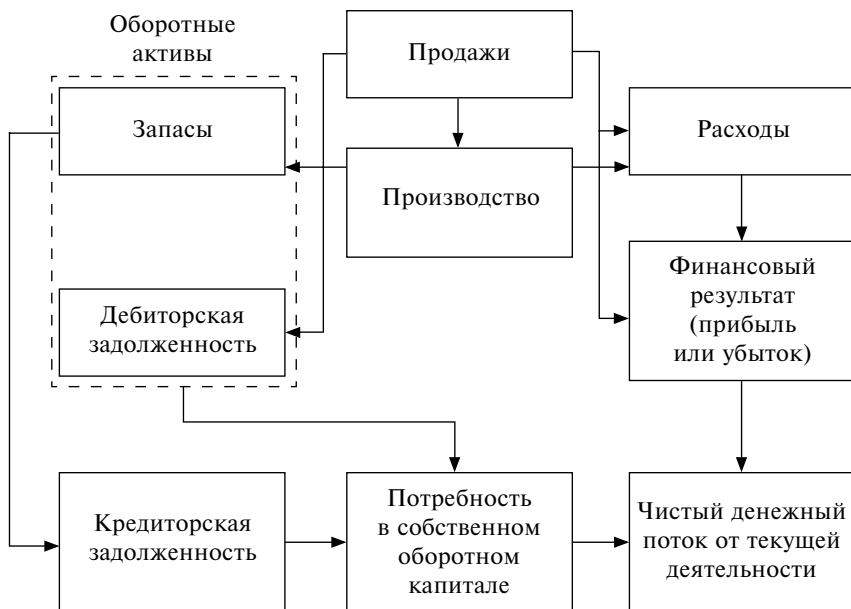 Оборотные
активы
Продажи
Запасы
Расходы
Производство
Финансовый
результат
(прибыль
или убыток)
Дебиторская
задолженность
Кредиторская
задолженность
Потребность
в собственном
оборотном
капитале
Чистый денежный
поток от текущей
деятельности